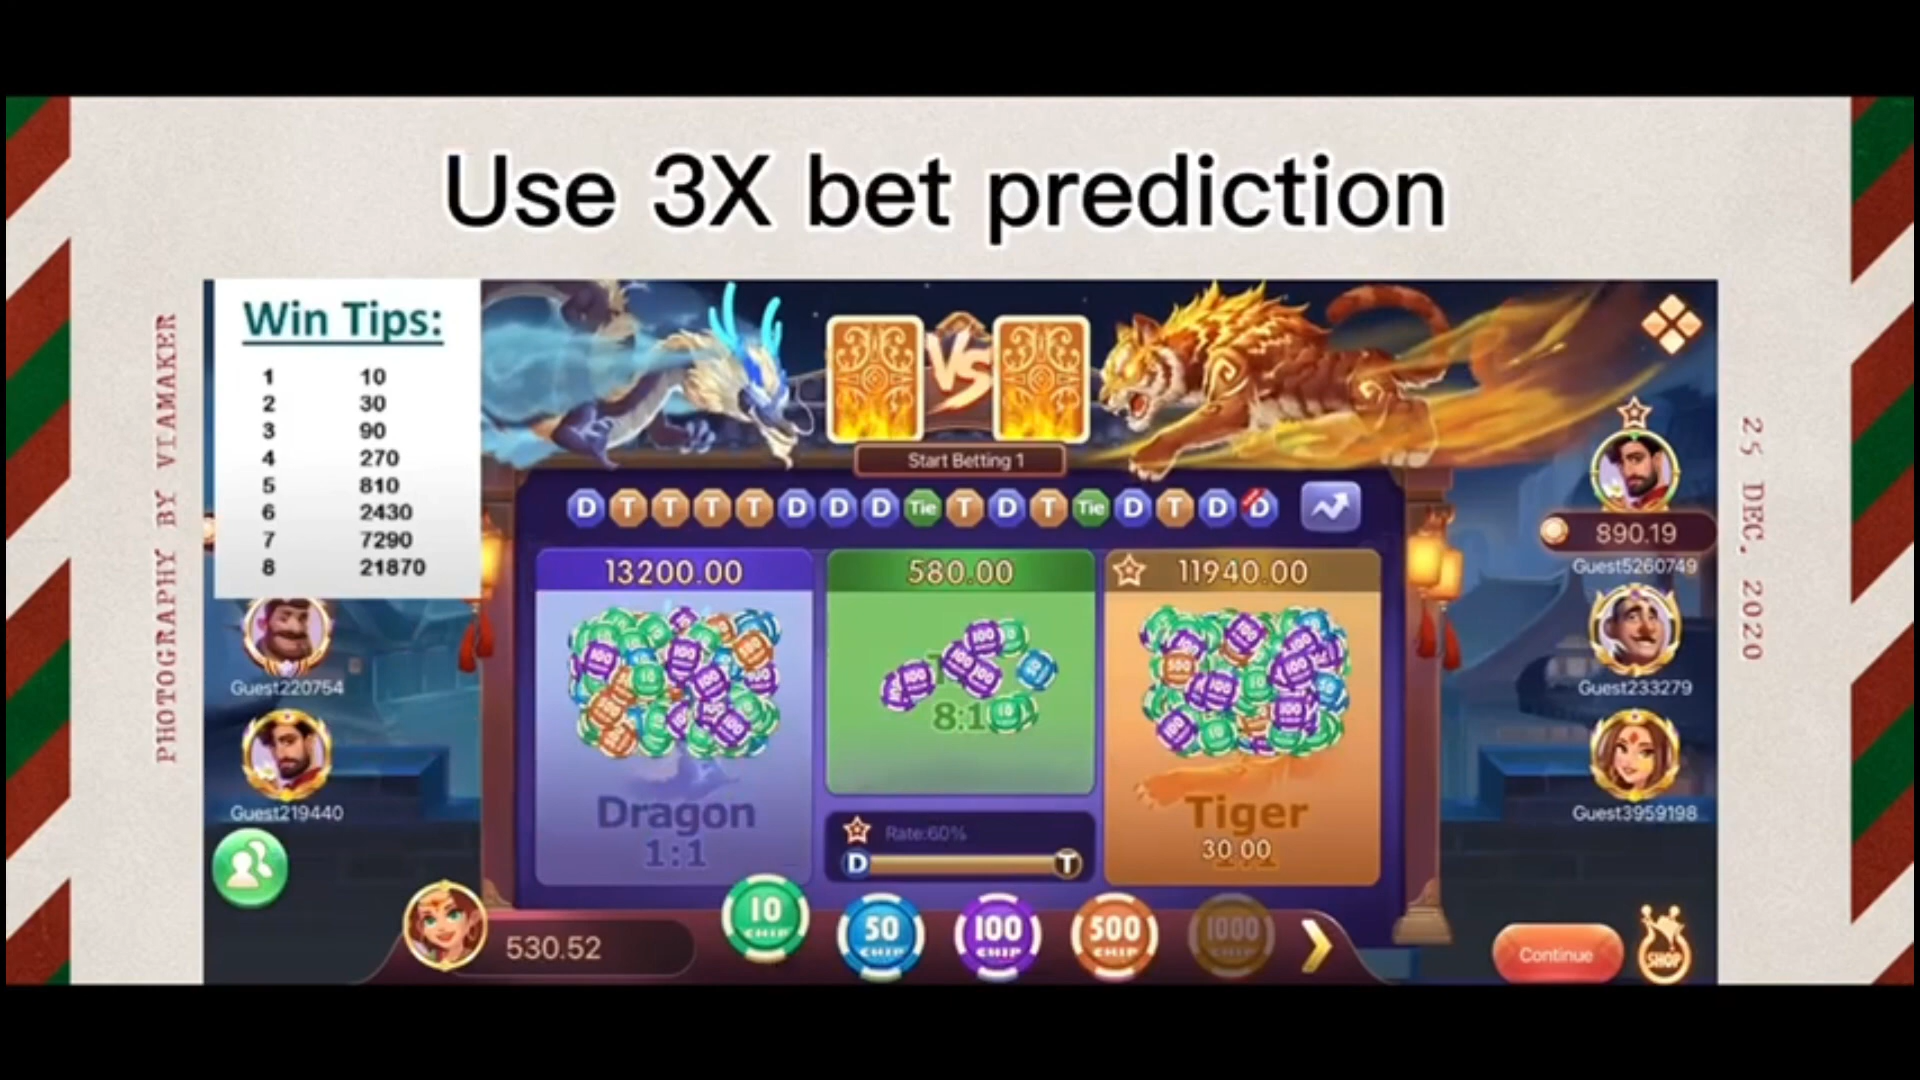 Use 3X bet prediction
PHOTOGRAPHY BY VIAMAKER
25 DEC, 2020
Win Tips:
1 10
2 30
3 90
4 270
5 810
6 2430
7 7290
8 21870
VS
Start Betting 1
D T T T T D D D Tie T D T Tie D T D D
890.19
Guest5260749
13200.00
580.00
11940.00
8:1
Guest220754
Guest233279
Guest219440
Guest3959198
Dragon
1:1
Rate:60%
D T
Tiger
30.00
530.52
10 CHIP
50 CHIP
100 CHIP
500 CHIP
1000 CHIP
Continue
SHOP